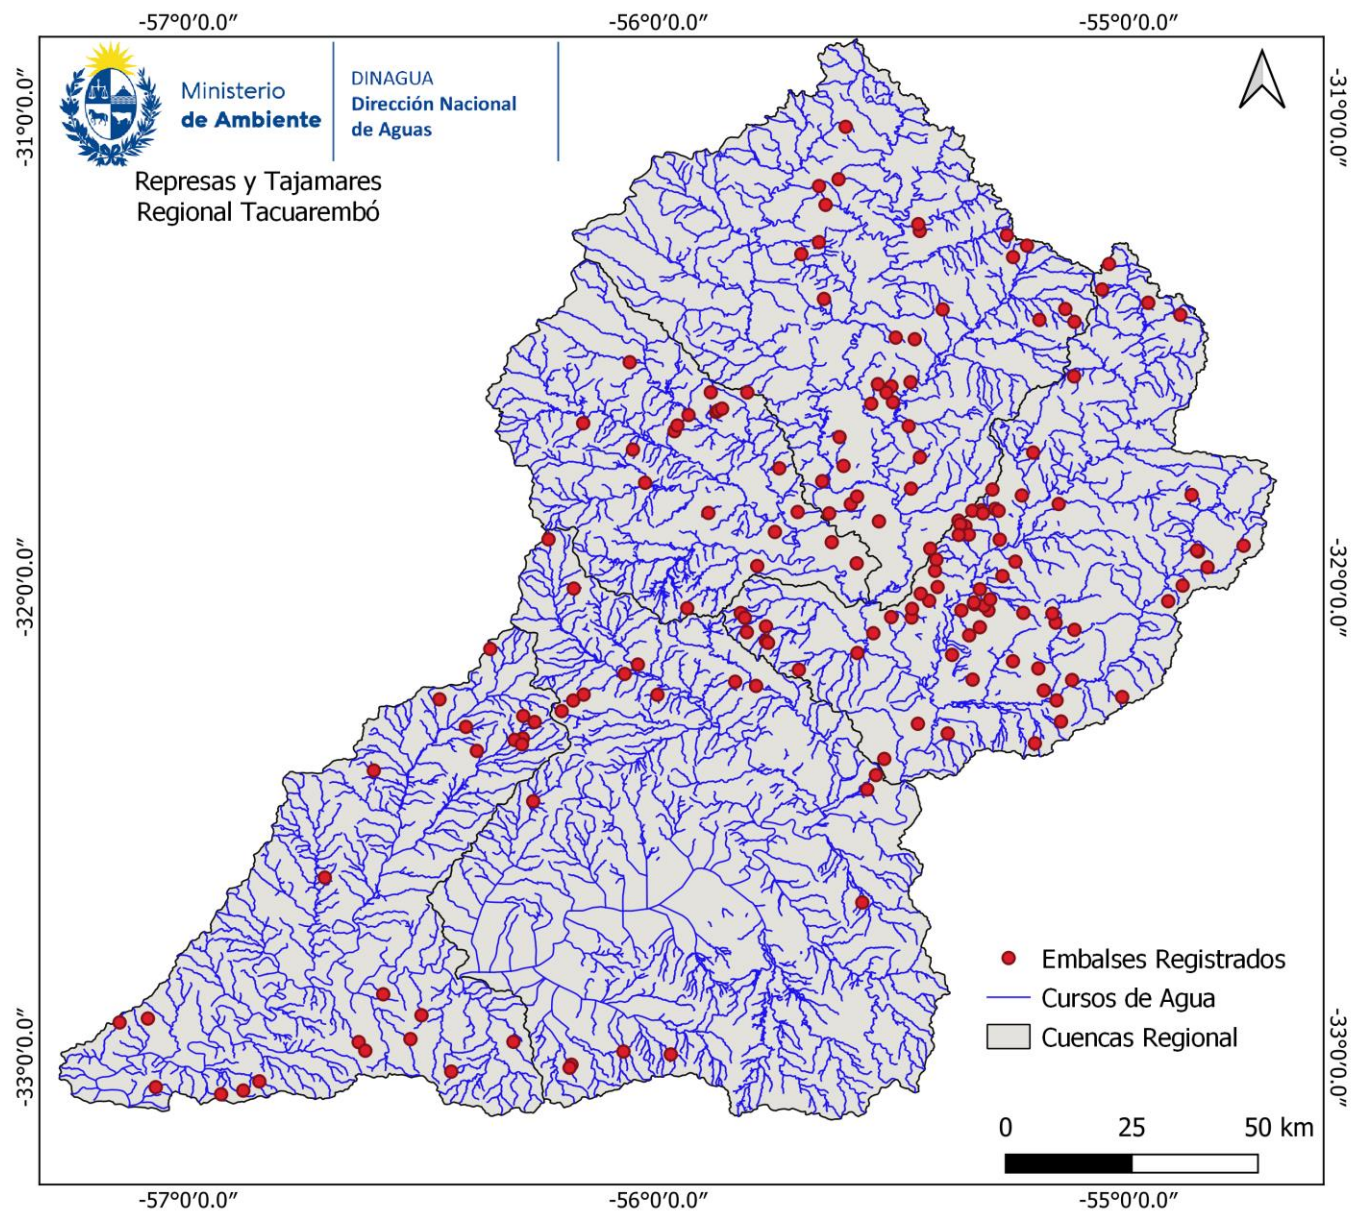 -57°0'0.0" -56°0'0.0" -55°0'0.0"
-31°0'0.0"
-31°0'0.0"
Ministerio
de Ambiente
DINAGUA
Dirección Nacional
de Aguas
Represas y Tajamares
Regional Tacuarembó
-32°0'0.0"
-32°0'0.0"
Embalses Registrados
Cursos de Agua
Cuencas Regional
-33°0'0.0"
-33°0'0.0"
0 25 50 km
-57°0'0.0" -56°0'0.0" -55°0'0.0"